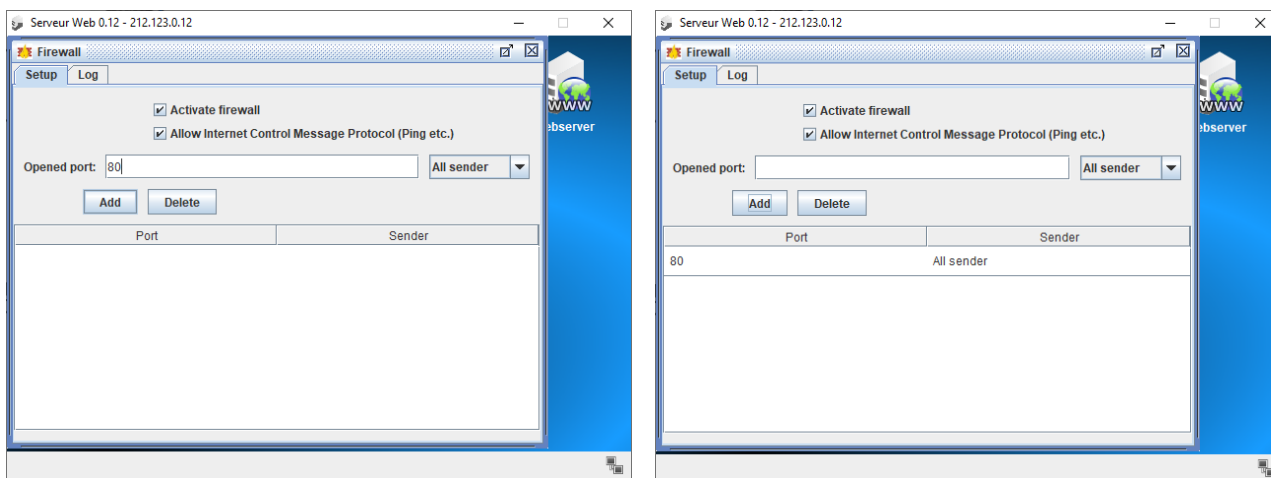 Serveur Web 0.12 - 212.123.0.12
Firewall
Setup Log
Activate firewall
Allow Internet Control Message Protocol (Ping etc.)
Opened port: 80 All sender
Add Delete
Port Sender
WWW
ebserver
Serveur Web 0.12 - 212.123.0.12
Firewall
Setup Log
Activate firewall
Allow Internet Control Message Protocol (Ping etc.)
Opened port: All sender
Add Delete
Port Sender
80 All sender
WWW
ebserver